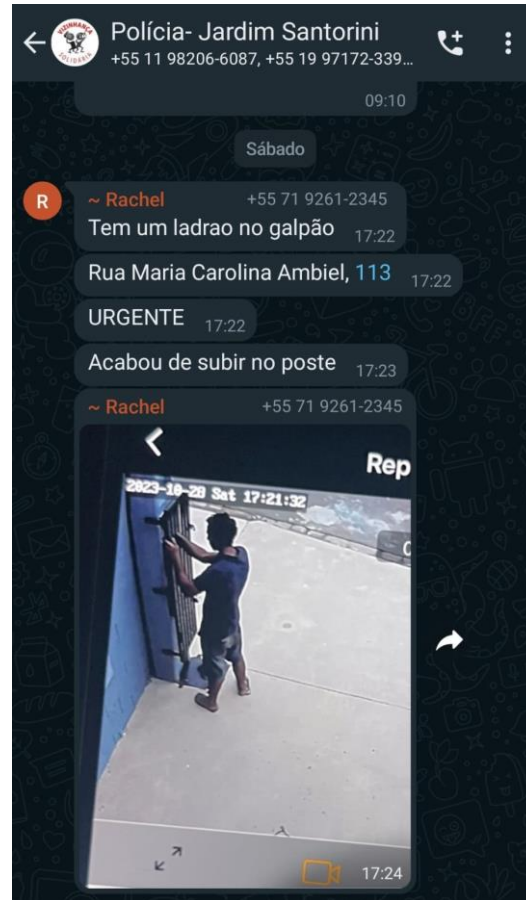 VIZINHANÇA
SOLIDÁRIA
Polícia- Jardim Santorini
+55 11 98206-6087, +55 19 97172-339...
09:10
Sábado
R
~ Rachel +55 71 9261-2345
Tem um ladrao no galpão 17:22
Rua Maria Carolina Ambiel, 113 17:22
URGENTE 17:22
Acabou de subir no poste 17:23
~ Rachel +55 71 9261-2345
Rep
2023-10-28 Sat 17:21:32
17:24